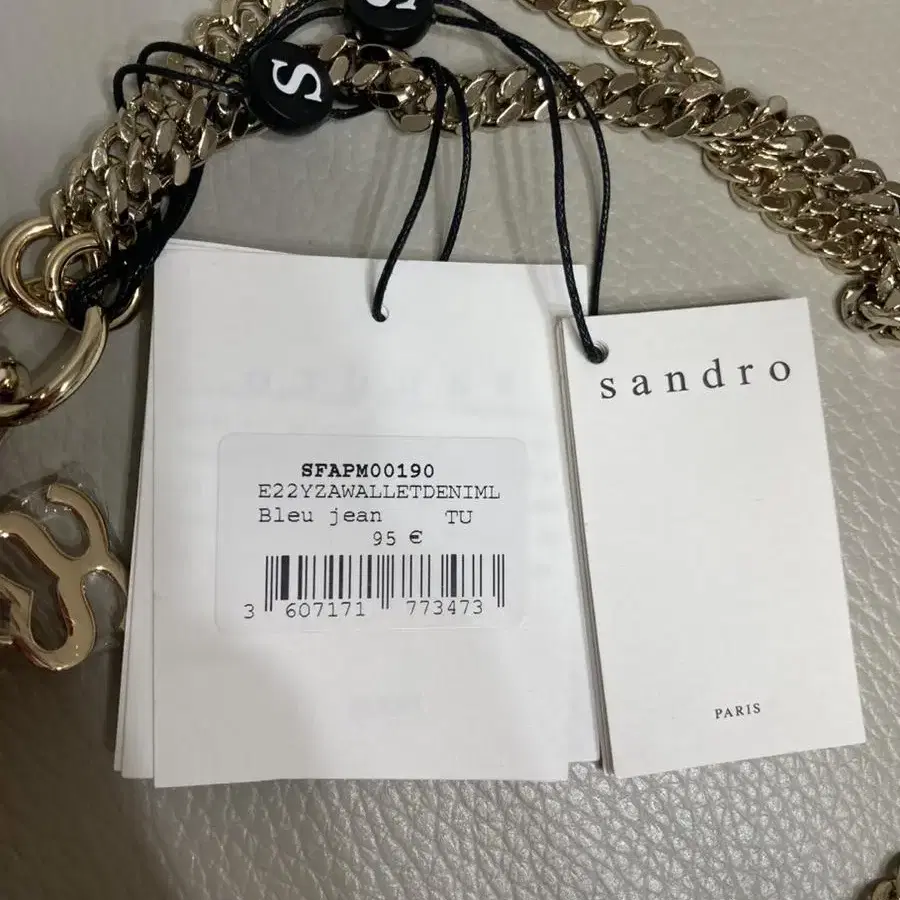 S
S
sandro
SFAPM00190
E22YZAWALLETDENIML
Bleu jean TU
95 €
3 607171 773473
PARIS